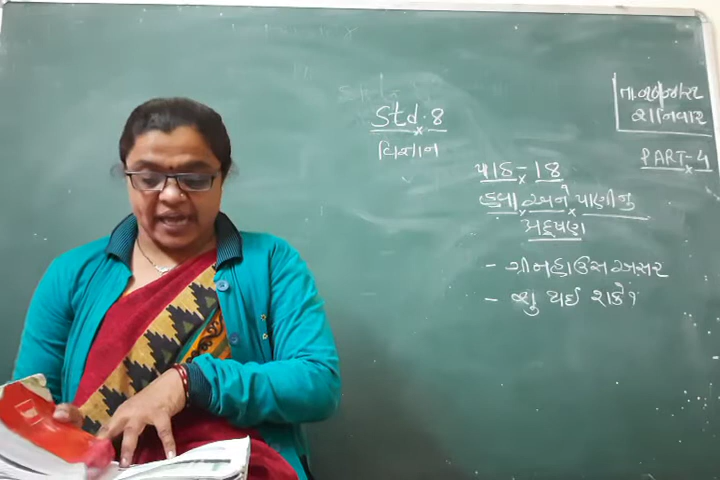 Std. 8
વિજ્ઞાન
તા.
શનિવાર
PART-4
પાઠ - 18
હવા અને પાણીનુ
પ્રદૂષણ
- ગ્રીનહાઉસ અસર
- શુ થઈ શકે ?